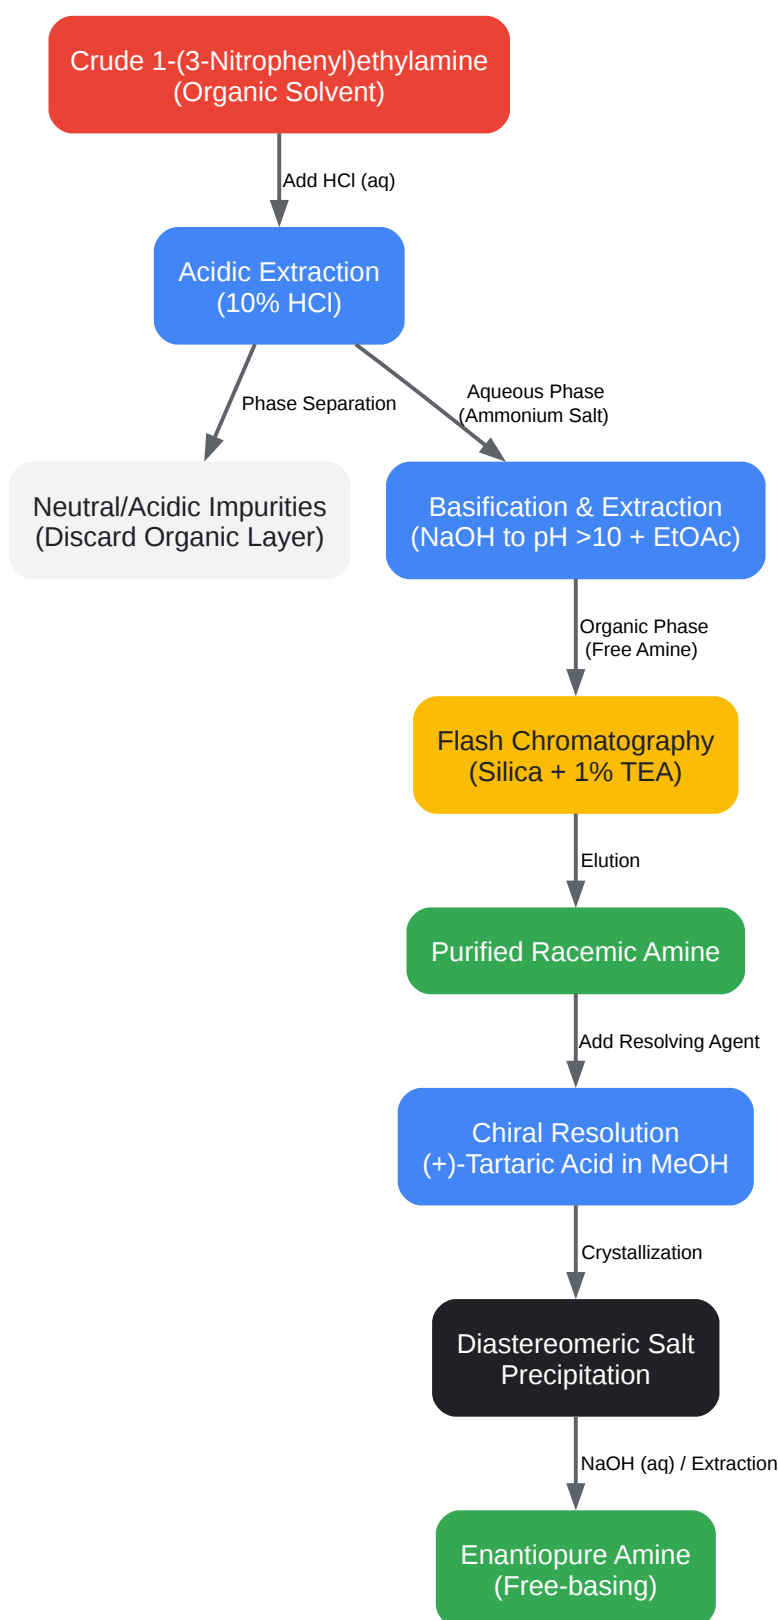 Crude 1-(3-Nitrophenyl)ethylamine
(Organic Solvent)
Add HCl (aq)
Acidic Extraction
(10% HCl)
Phase Separation
Aqueous Phase
(Ammonium Salt)
Neutral/Acidic Impurities
(Discard Organic Layer)
Basification & Extraction
(NaOH to pH >10 + EtOAc)
Organic Phase
(Free Amine)
Flash Chromatography
(Silica + 1% TEA)
Elution
Purified Racemic Amine
Add Resolving Agent
Chiral Resolution
(+)-Tartaric Acid in MeOH
Crystallization
Diastereomeric Salt
Precipitation
NaOH (aq) / Extraction
Enantiopure Amine
(Free-basing)